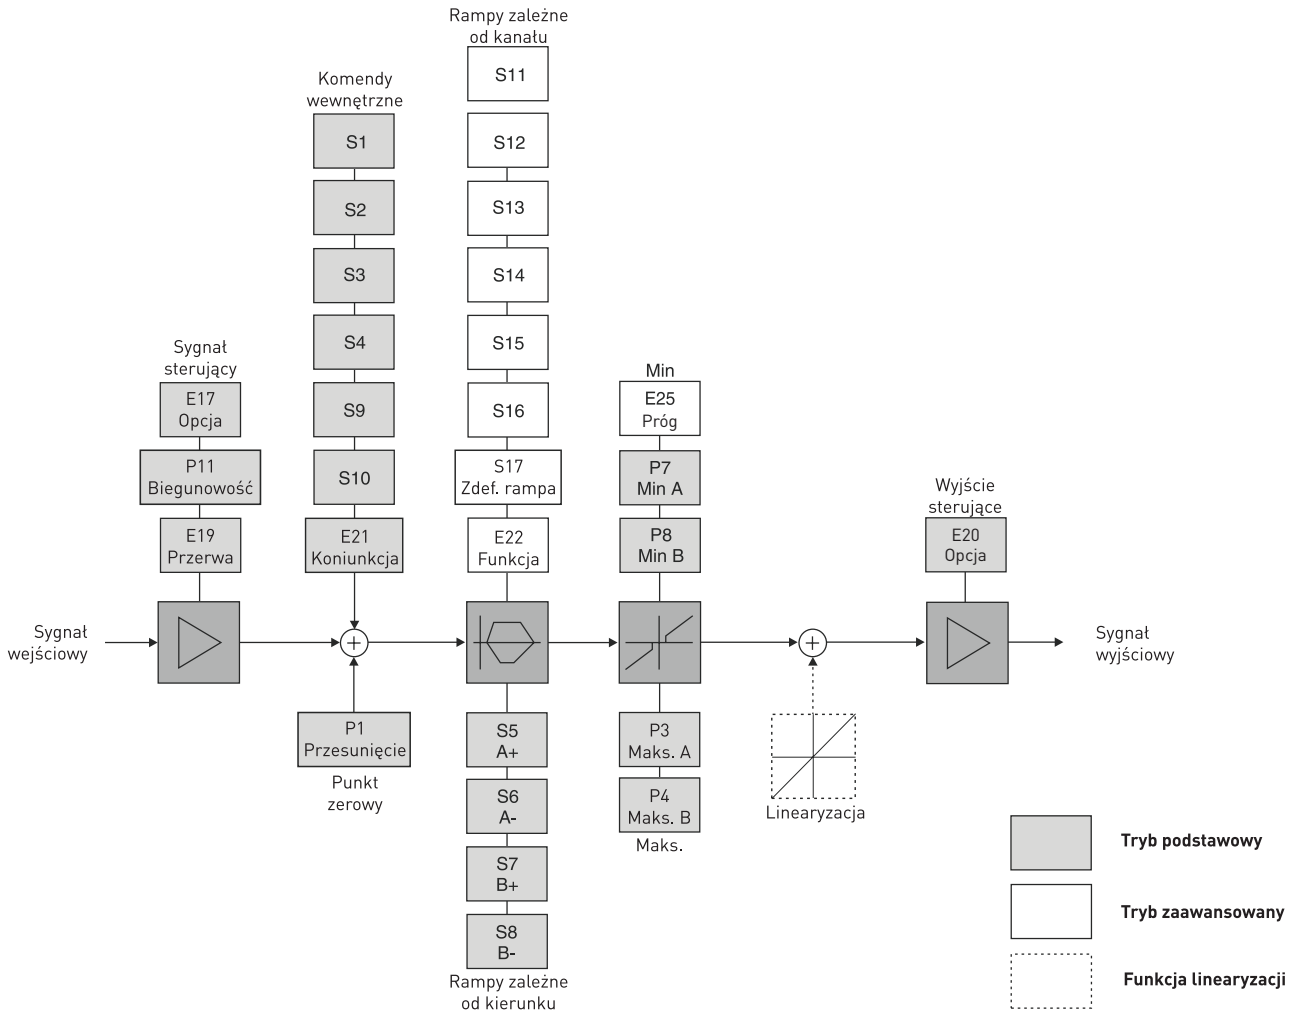 Rampy zależne
od kanału
S11
S12
S13
S14
S15
S16
S17
Zdef. rampa
E22
Funkcja
Komendy
wewnętrzne
S1
S2
S3
S4
S9
S10
E21
Koniunkcja
Sygnał
sterujący
E17
Opcja
P11
Biegunowość
E19
Przerwa
Min
E25
Próg
P7
Min A
P8
Min B
Wyjście
sterujące
E20
Opcja
Sygnał
wejściowy
Sygnał
wyjściowy
P1
Przesunięcie
Punkt
zerowy
S5
A+
S6
A-
S7
B+
S8
B-
Rampy zależne
od kierunku
P3
Maks. A
P4
Maks. B
Maks.
Linearyzacja
Tryb podstawowy
Tryb zaawansowany
Funkcja linearyzacji